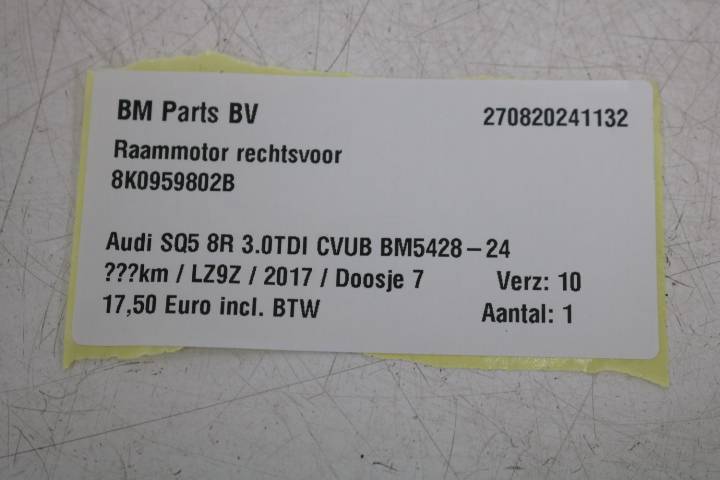 BM Parts BV 270820241132
Raammotor rechtsvoor
8K0959802B
Audi SQ5 8R 3.0TDI CVUB BM5428-24
???km / LZ9Z / 2017 / Doosje 7 Verz: 10
17,50 Euro incl. BTW Aantal: 1